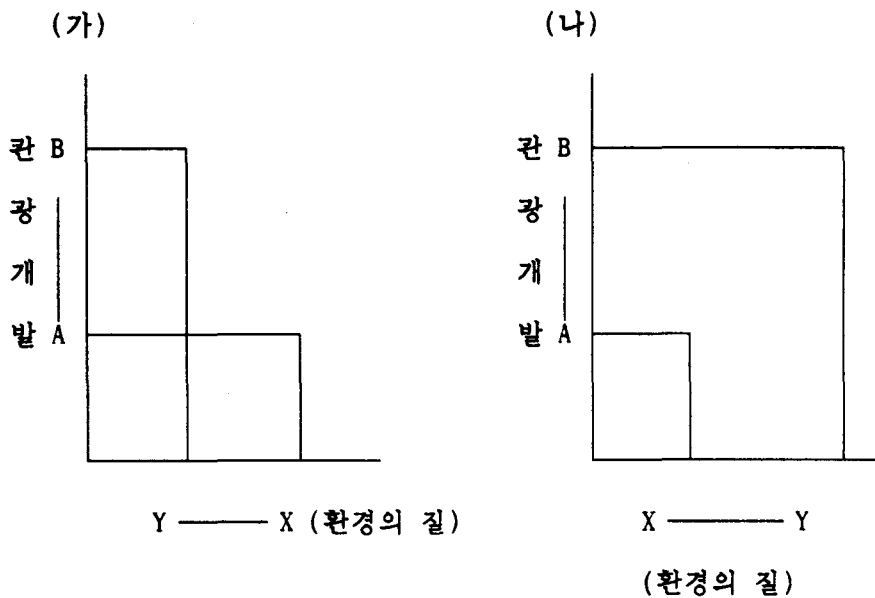 (가)
관 B
광
개
발 A
Y X (환경의 질)
(나)
관 B
광
개
발 A
X Y
(환경의 질)